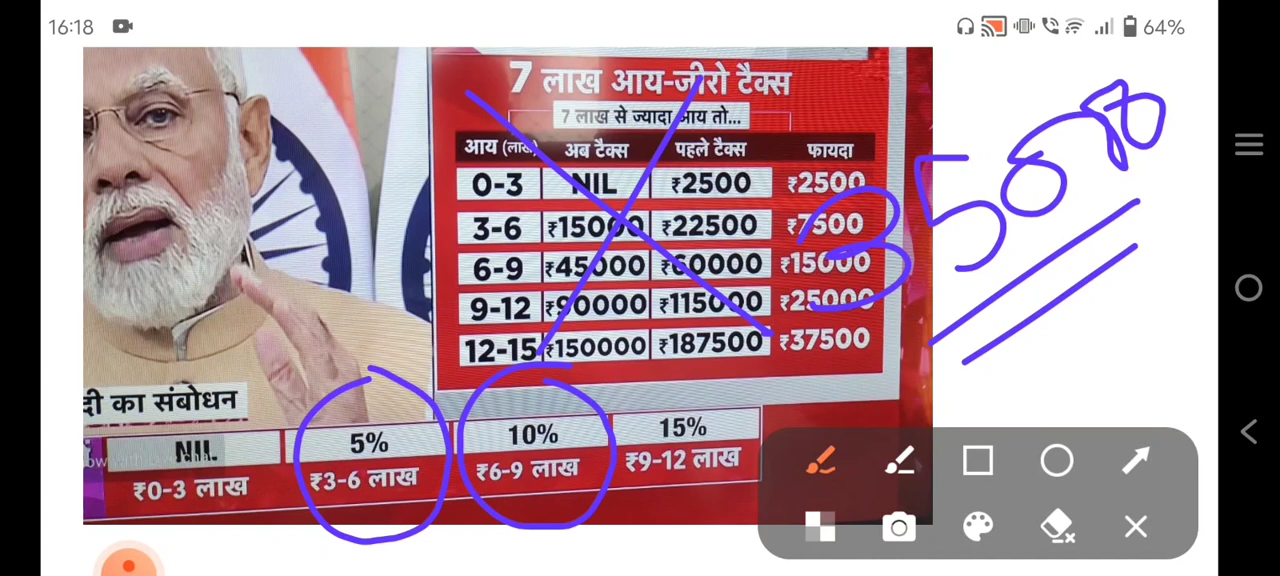 16:18
64%
7 लाख आय-जीरो टैक्स
7 लाख से ज्यादा आय तो...
आय (लाख) अब टैक्स पहले टैक्स फायदा
0-3 NIL ₹2500 ₹2500
3-6 ₹15000 ₹22500 ₹7500
6-9 ₹45000 ₹60000 ₹15000
9-12 ₹90000 ₹115000 ₹25000
12-15 ₹150000 ₹187500 ₹37500
दी का संबोधन
NIL 5% 10% 15%
₹0-3 लाख ₹3-6 लाख ₹6-9 लाख ₹9-12 लाख